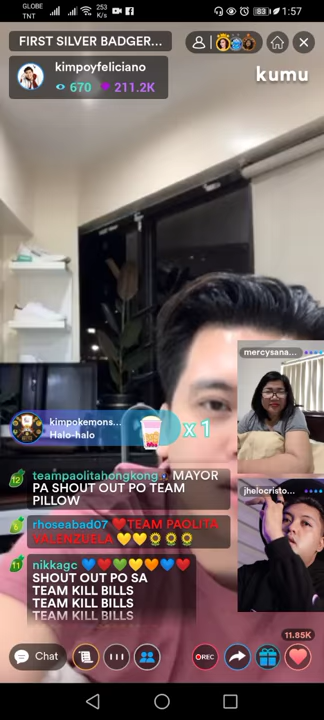 GLOBE
TNT
253
K/s
83
1:57
FIRST SILVER BADGER...
kimpoyfeliciano
670
211.2K
kumu
mercysana...
kimpokemons...
Halo-halo
x 1
jhelocristo...
12
teampaolitahongkong MAYOR
PA SHOUT OUT PO TEAM
PILLOW
rhoseabad07 TEAM PAOLITA
VALENZUELA
11
nikkagc
SHOUT OUT PO SA
TEAM KILL BILLS
TEAM KILL BILLS
TEAM KILL BILLS
11.85K
Chat
REC